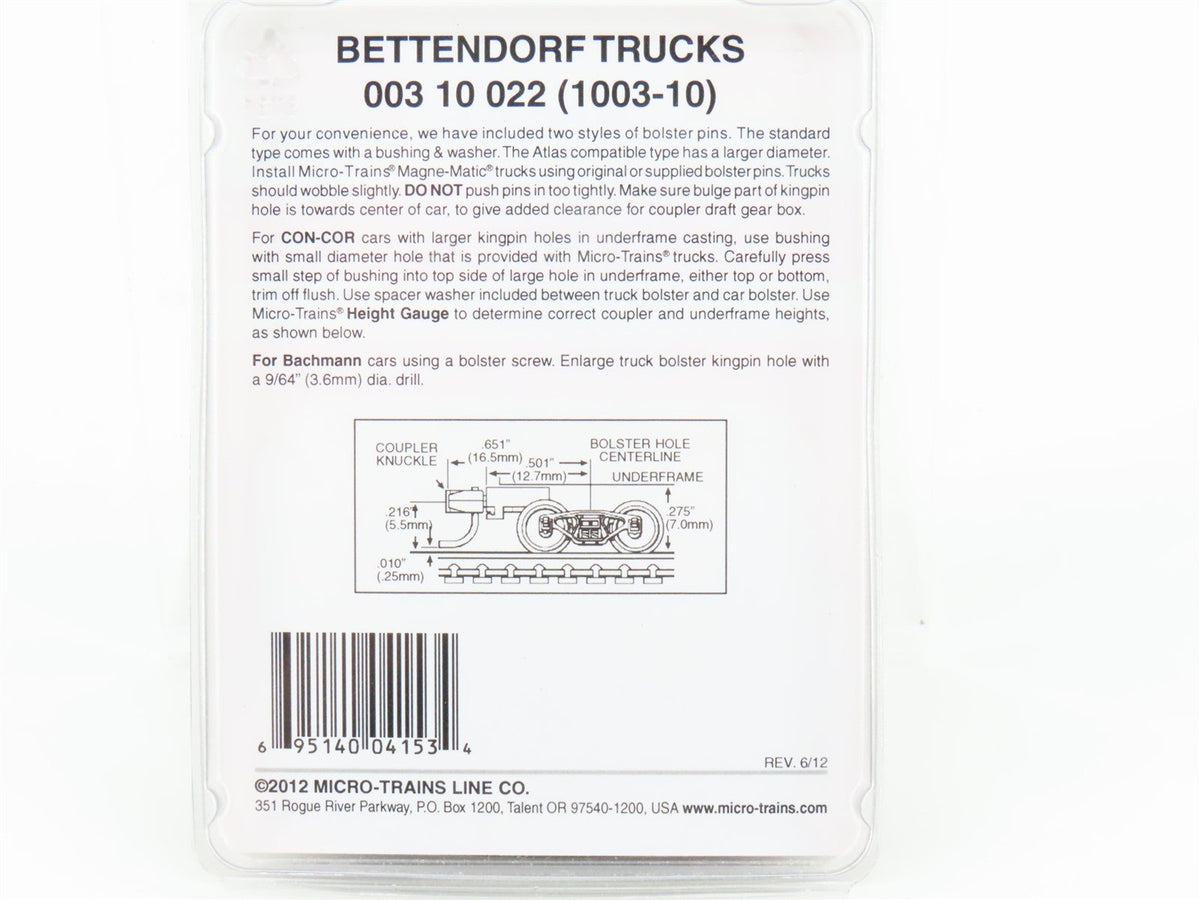 BETTENDORF TRUCKS
003 10 022 (1003-10)
For your convenience, we have included two styles of bolster pins. The standard
type comes with a bushing & washer. The Atlas compatible type has a larger diameter.
Install Micro-Trains® Magne-Matic® trucks using original or supplied bolster pins. Trucks
should wobble slightly. DO NOT push pins in too tightly. Make sure bulge part of kingpin
hole is towards center of car, to give added clearance for coupler draft gear box.
For CON-COR cars with larger kingpin holes in underframe casting, use bushing
with small diameter hole that is provided with Micro-Trains® trucks. Carefully press
small step of bushing into top side of large hole in underframe, either top or bottom,
trim off flush. Use spacer washer included between truck bolster and car bolster. Use
Micro-Trains® Height Gauge to determine correct coupler and underframe heights,
as shown below.
For Bachmann cars using a bolster screw. Enlarge truck bolster kingpin hole with
a 9/64" (3.6mm) dia. drill.
COUPLER
KNUCKLE
.651"
(16.5mm)
.501"
(12.7mm)
BOLSTER HOLE
CENTERLINE
UNDERFRAME
.216"
(5.5mm)
.275"
(7.0mm)
.010"
(.25mm)
6 95140 04153 4
REV. 6/12
©2012 MICRO-TRAINS LINE CO.
351 Rogue River Parkway, P.O. Box 1200, Talent OR 97540-1200, USA www.micro-trains.com